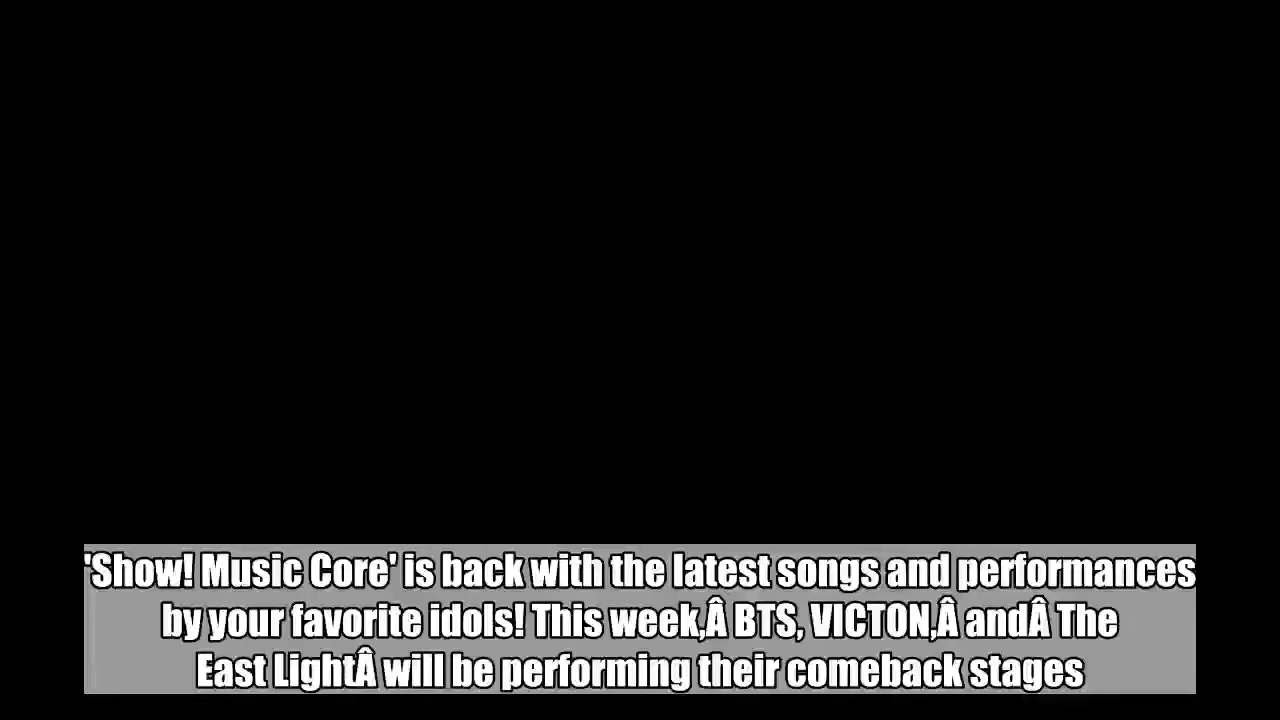 'Show! Music Core' is back with the latest songs and performances
by your favorite idols! This week,Â BTS, VICTON,Â andÂ The
East LightÂ will be performing their comeback stages